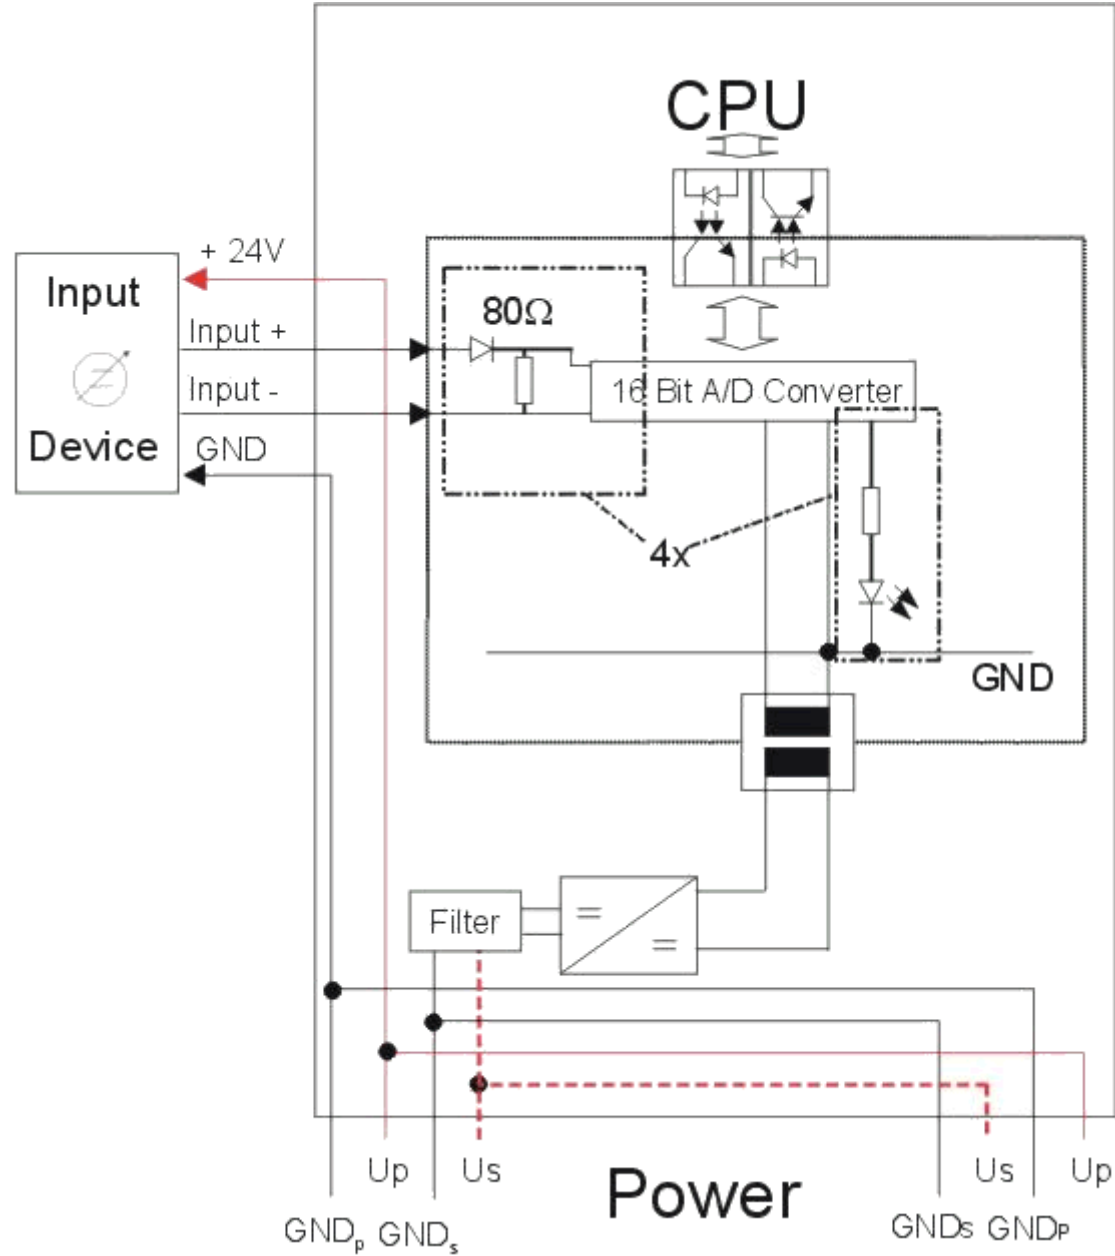 CPU
+ 24V
Input
80Ω
Input +
16 Bit A/D Converter
Input -
Device
GND
4x
GND
Filter
Up
Us
Power
Us
Up
GNDp
GNDs
GNDs
GNDP